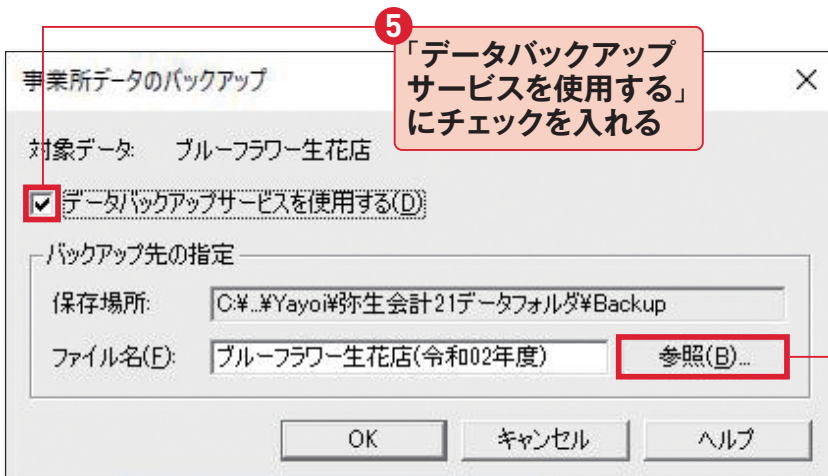 5
「データバックアップ
サービスを使用する」
にチェックを入れる
事業所データのバックアップ
対象データ: ブルーフラワー生花店
データバックアップサービスを使用する(D)
バックアップ先の指定
保存場所: C:¥..¥Yayoi¥弥生会計21データフォルダ¥Backup
ファイル名(F): ブルーフラワー生花店(令和02年度) 参照(B)...
OK キャンセル ヘルプ